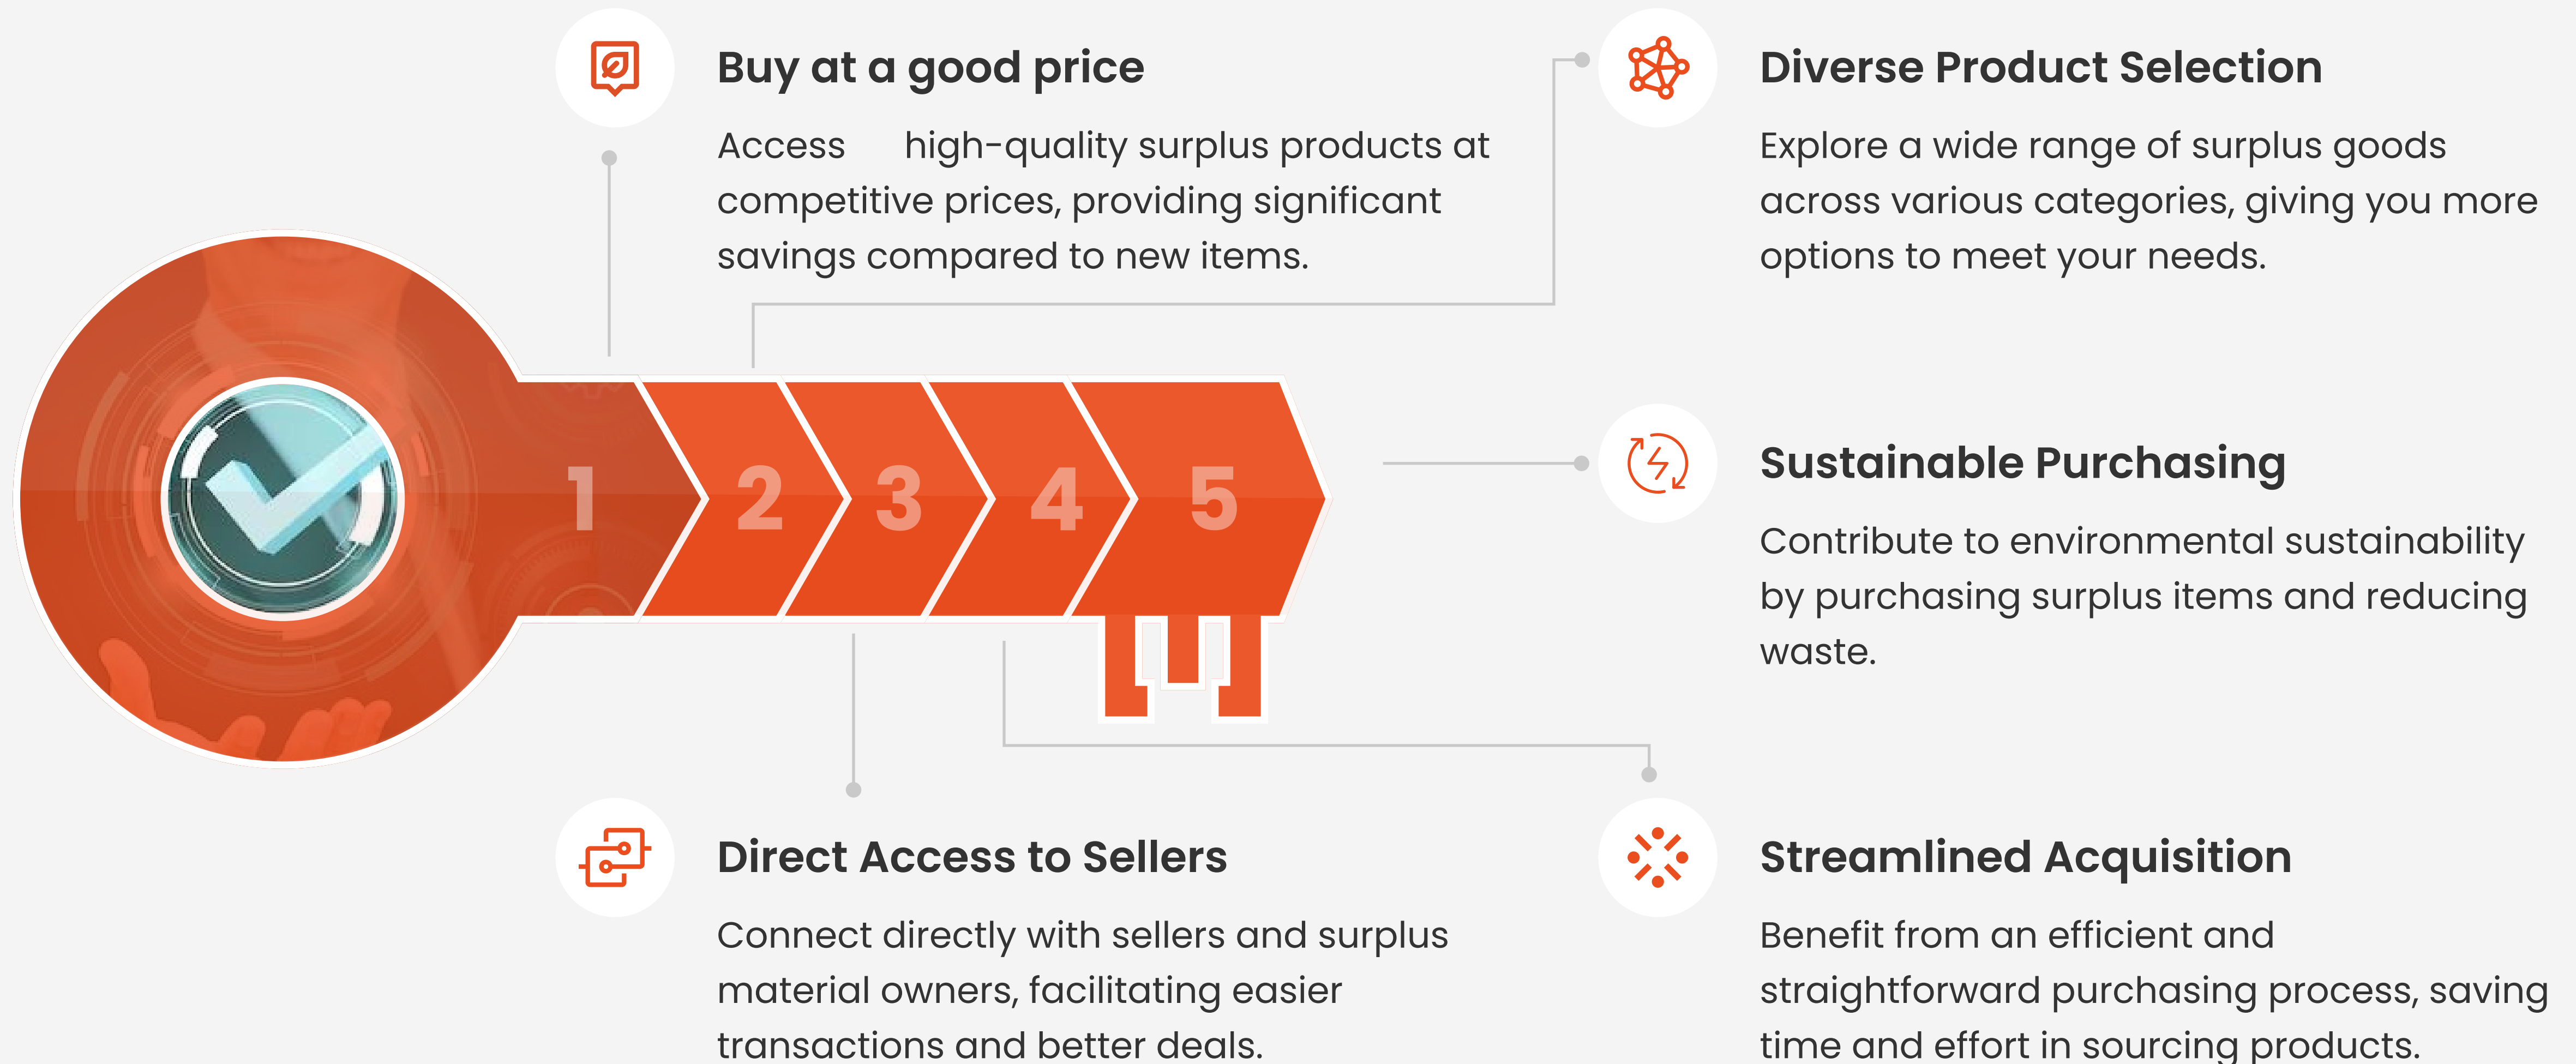 Buy at a good price
Access high-quality surplus products at
competitive prices, providing significant
savings compared to new items.
Diverse Product Selection
Explore a wide range of surplus goods
across various categories, giving you more
options to meet your needs.
1 2 3 4 5
Sustainable Purchasing
Contribute to environmental sustainability
by purchasing surplus items and reducing
waste.
Direct Access to Sellers
Connect directly with sellers and surplus
material owners, facilitating easier
transactions and better deals.
Streamlined Acquisition
Benefit from an efficient and
straightforward purchasing process, saving
time and effort in sourcing products.